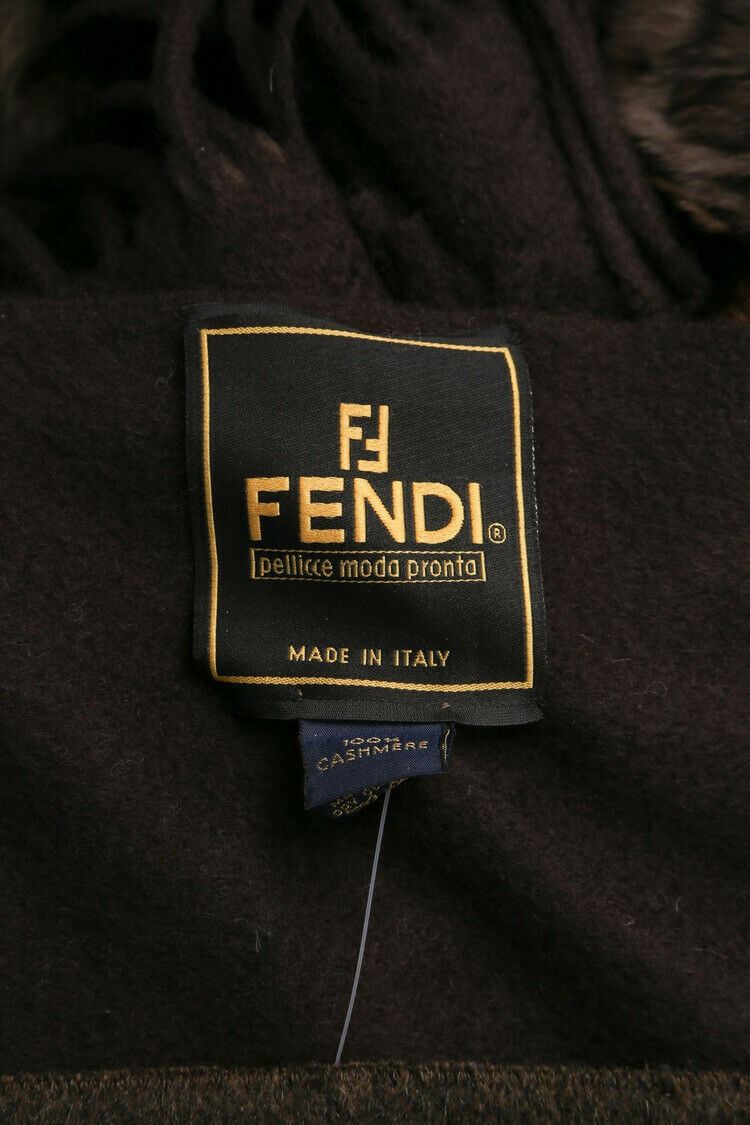 FF
FENDI®
pellicce moda pronta
MADE IN ITALY
100%
CASHMERE